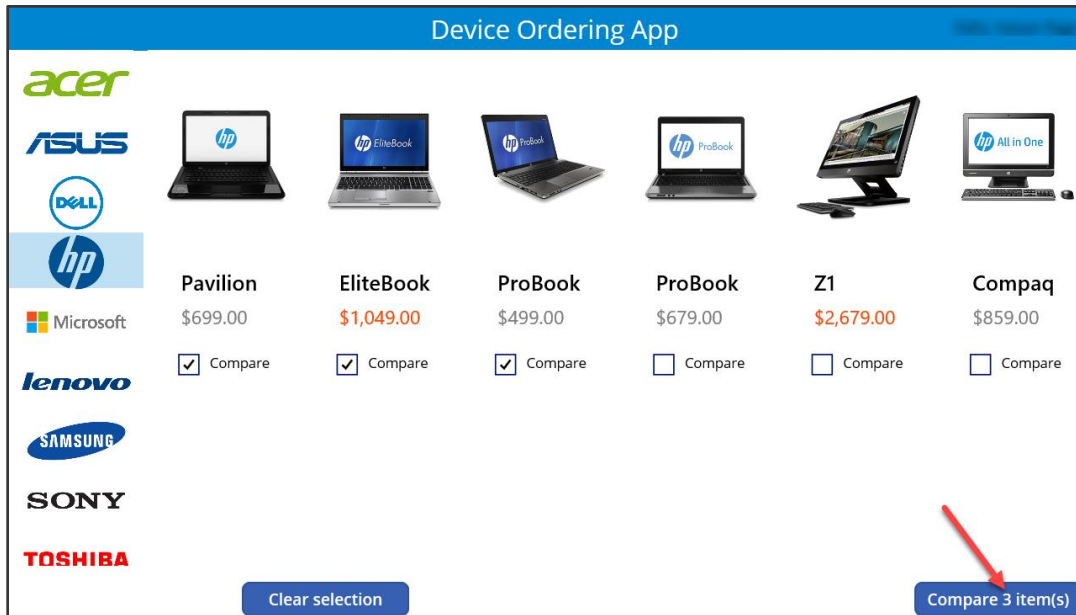 Device Ordering App
acer
ASUS
DELL
hp
Microsoft
lenovo
SAMSUNG
SONY
TOSHIBA
hp
hp EliteBook
hp ProBook
hp ProBook
hp All in One
Pavilion
EliteBook
ProBook
ProBook
Z1
Compaq
$699.00
$1,049.00
$499.00
$679.00
$2,679.00
$859.00
Compare
Compare
Compare
Compare
Compare
Compare
Clear selection
Compare 3 item(s)